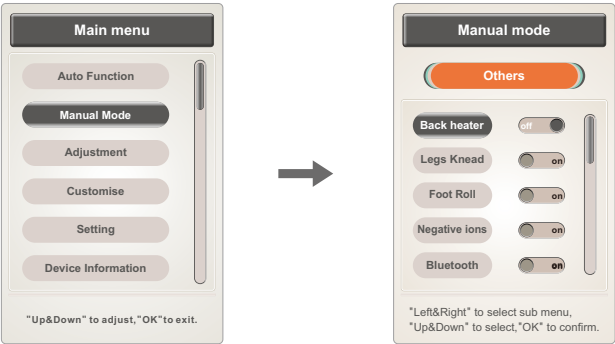 Main menu
Auto Function
Manual Mode
Adjustment
Customise
Setting
Device Information
"Up&Down" to adjust,"OK"to exit.
Manual mode
Others
Back heater off
Legs Knead on
Foot Roll on
Negative ions on
Bluetooth on
"Left&Right" to select sub menu,
"Up&Down" to select,"OK" to confirm.